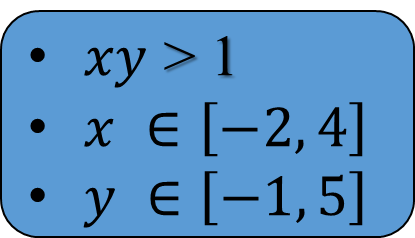 • xy > 1
• x ∈ [−2, 4]
• y ∈ [−1, 5]